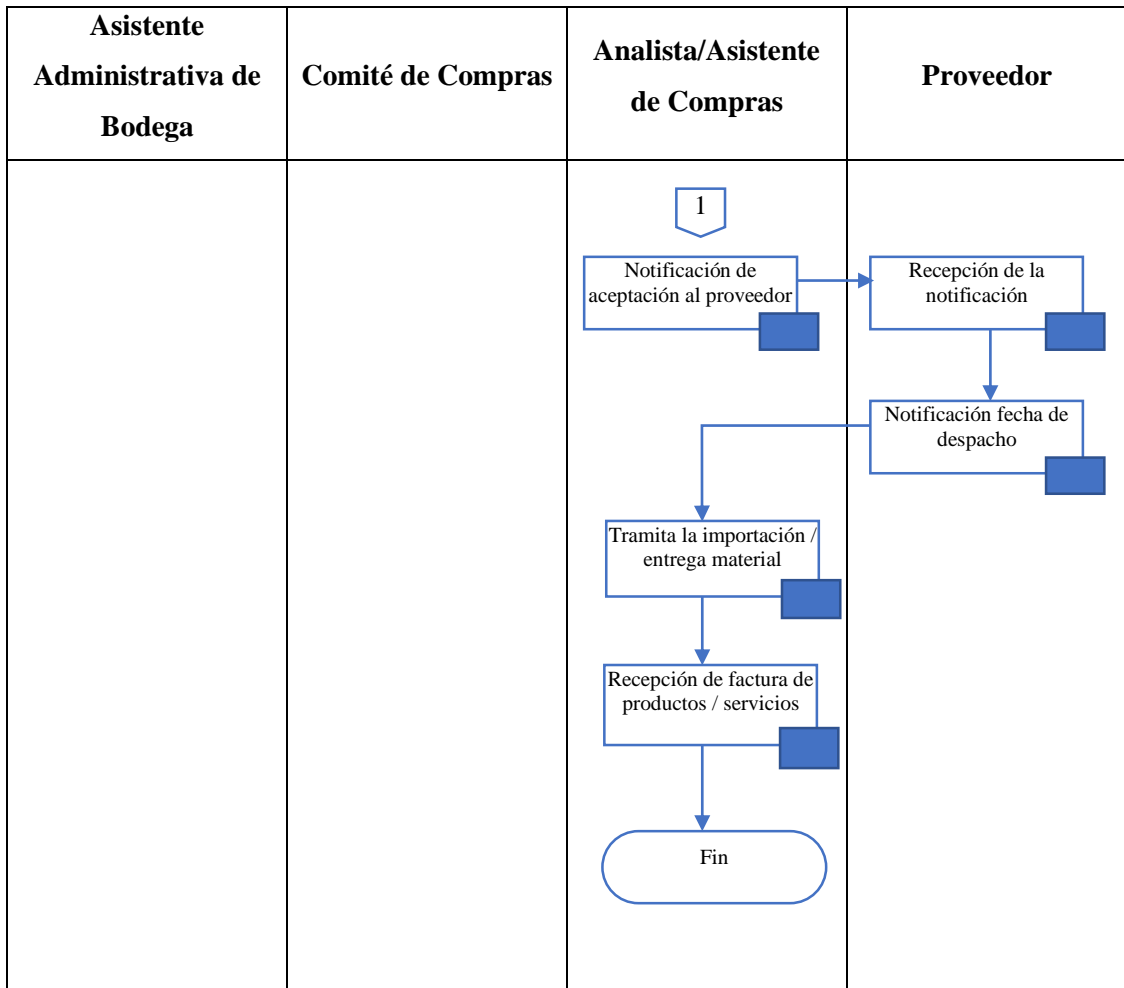 Asistente
Administrativa de
Bodega
Comité de Compras
Analista/Asistente
de Compras
Proveedor
1
Notificación de
aceptación al proveedor
Recepción de la
notificación
Notificación fecha de
despacho
Tramita la importación /
entrega material
Recepción de factura de
productos / servicios
Fin